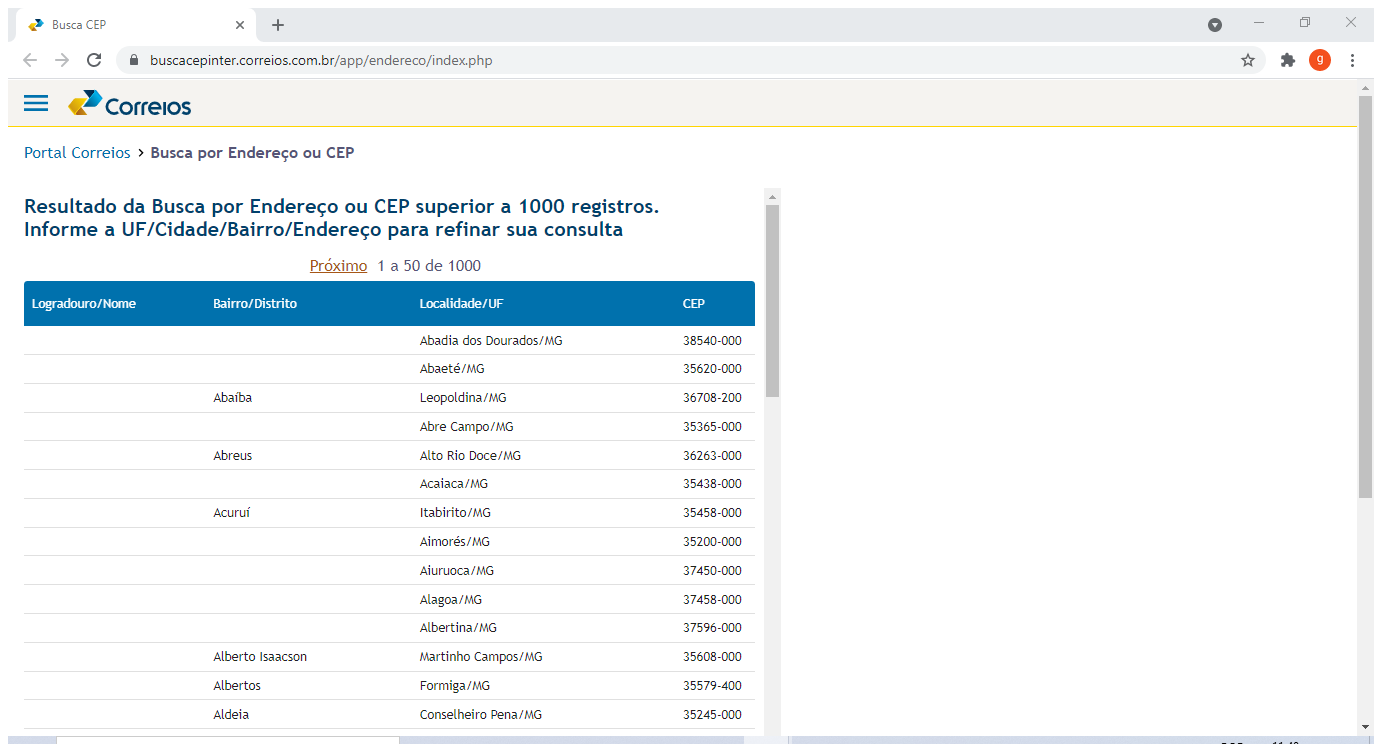 Busca CEP
buscacepinter.correios.com.br/app/endereco/index.php
g
Correios
Portal Correios > Busca por Endereço ou CEP
Resultado da Busca por Endereço ou CEP superior a 1000 registros.
Informe a UF/Cidade/Bairro/Endereço para refinar sua consulta
Próximo 1 a 50 de 1000
Logradouro/Nome Bairro/Distrito Localidade/UF CEP
Abadia dos Dourados/MG 38540-000
Abaeté/MG 35620-000
Abaíba Leopoldina/MG 36708-200
Abre Campo/MG 35365-000
Abreus Alto Rio Doce/MG 36263-000
Acaiaca/MG 35438-000
Acuruí Itabirito/MG 35458-000
Aimorés/MG 35200-000
Aiuruoca/MG 37450-000
Alagoa/MG 37458-000
Albertina/MG 37596-000
Alberto Isaacson Martinho Campos/MG 35608-000
Albertos Formiga/MG 35579-400
Aldeia Conselheiro Pena/MG 35245-000